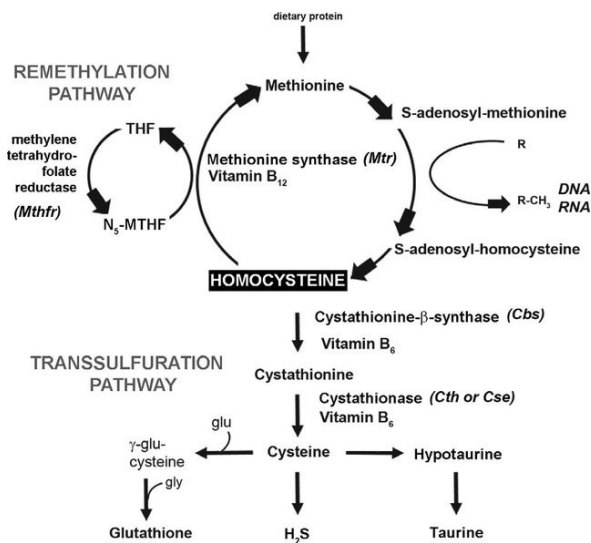 dietary protein
REMETHYLATION
PATHWAY
Methionine
S-adenosyl-methionine
methylene
tetrahydro-
folate
reductase
(Mthfr)
THF
N₅-MTHF
Methionine synthase (Mtr)
Vitamin B₁₂
R
R-CH₃
DNA
RNA
S-adenosyl-homocysteine
HOMOCYSTEINE
Cystathionine-β-synthase (Cbs)
Vitamin B₆
TRANSSULFURATION
PATHWAY
Cystathionine
Cystathionase (Cth or Cse)
Vitamin B₆
glu
γ-glu-
cysteine
Cysteine
Hypotaurine
gly
Glutathione
H₂S
Taurine